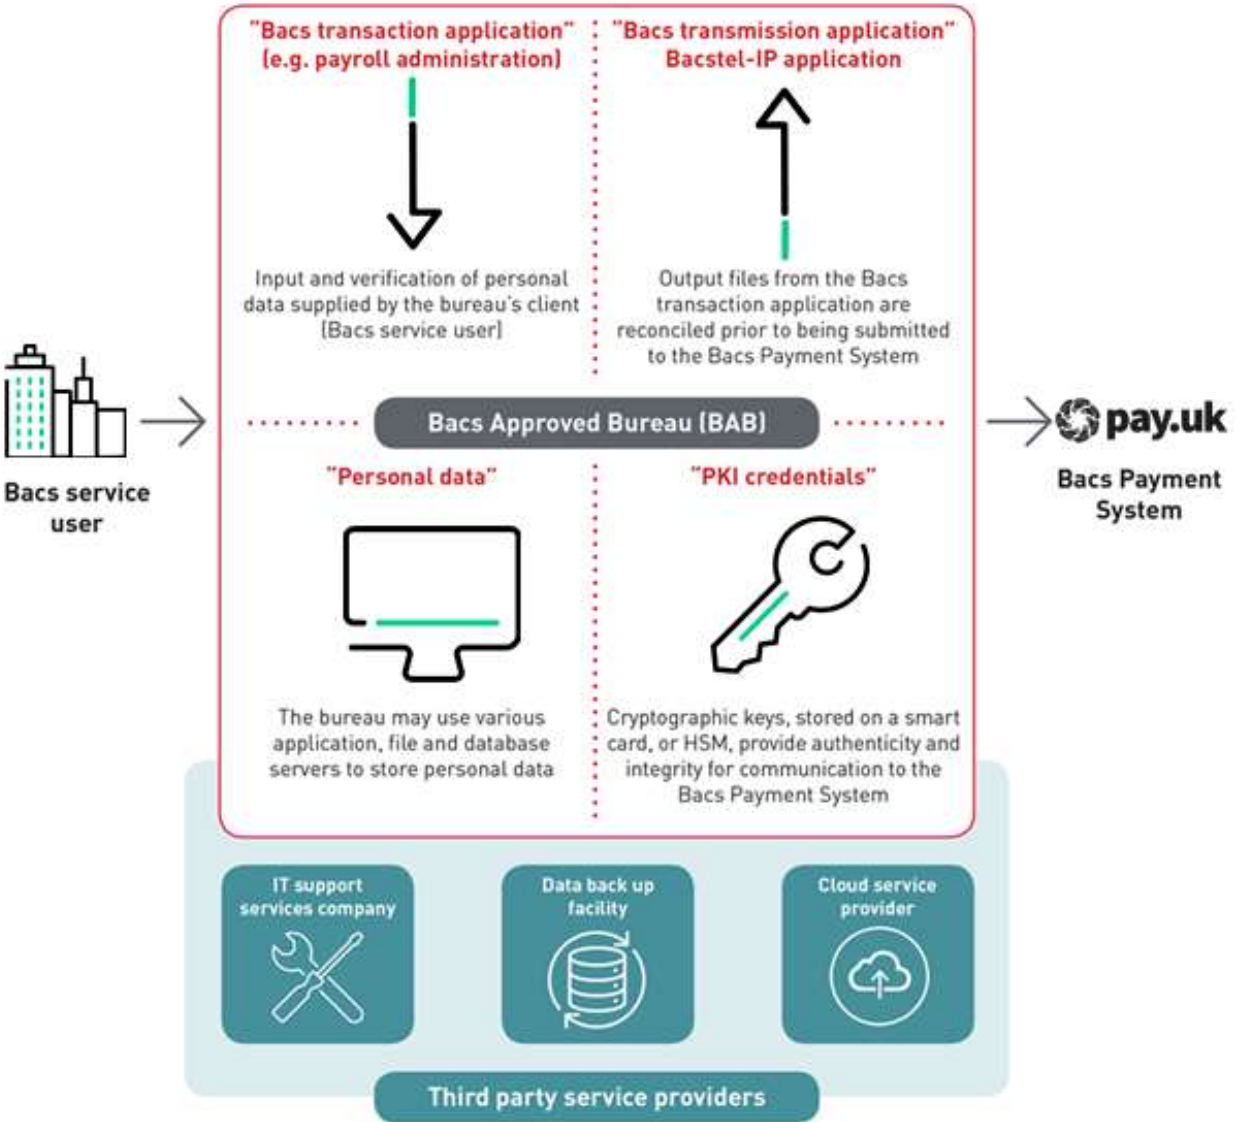 "Bacs transaction application"
(e.g. payroll administration)
Input and verification of personal
data supplied by the bureau's client
(Bacs service user)
"Bacs transmission application"
Bacstel-IP application
Output files from the Bacs
transaction application are
reconciled prior to being submitted
to the Bacs Payment System
Bacs service
user
Bacs Approved Bureau (BAB)
pay.uk
Bacs Payment
System
"Personal data"
The bureau may use various
application, file and database
servers to store personal data
"PKI credentials"
Cryptographic keys, stored on a smart
card, or HSM, provide authenticity and
integrity for communication to the
Bacs Payment System
IT support
services company
Data back up
facility
Cloud service
provider
Third party service providers